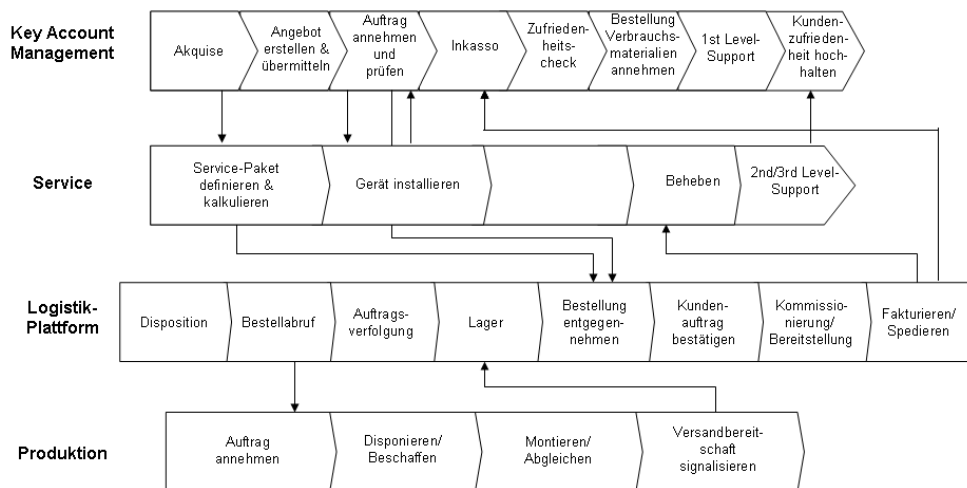 Key Account
Management
Akquise
Angebot
erstellen &
übermitteln
Auftrag
annehmen
und
prüfen
Inkasso
Zufrieden-
heitscheck
Bestellung
Verbrauchs-
materialien
annehmen
1st Level-
Support
Kunden-
zufrieden-
heit hoch-
halten
Service
Service-Paket
definieren &
kalkulieren
Gerät installieren
Beheben
2nd/3rd Level-
Support
Logistik-
Plattform
Disposition
Bestellabruf
Auftrags-
verfolgung
Lager
Bestellung
entgegen-
nehmen
Kunden-
auftrag
bestätigen
Kommissio-
nierung/
Bereitstellung
Fakturieren/
Spedieren
Produktion
Auftrag
annehmen
Disponieren/
Beschaffen
Montieren/
Abgleichen
Versandbereit-
schaft
signalisieren